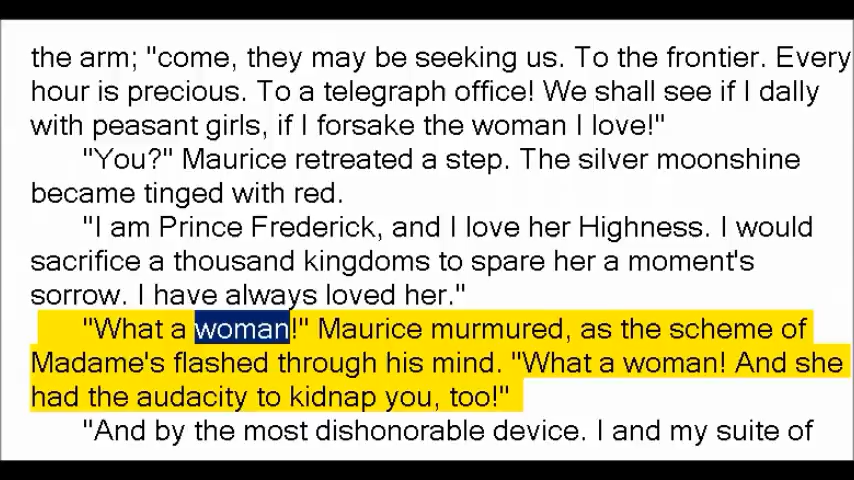 the arm; "come, they may be seeking us. To the frontier. Every
hour is precious. To a telegraph office! We shall see if I dally
with peasant girls, if I forsake the woman I love!"
"You?" Maurice retreated a step. The silver moonshine
became tinged with red.
"I am Prince Frederick, and I love her Highness. I would
sacrifice a thousand kingdoms to spare her a moment's
sorrow. I have always loved her."
"What a woman!" Maurice murmured, as the scheme of
Madame's flashed through his mind. "What a woman! And she
had the audacity to kidnap you, too!"
"And by the most dishonorable device. I and my suite of